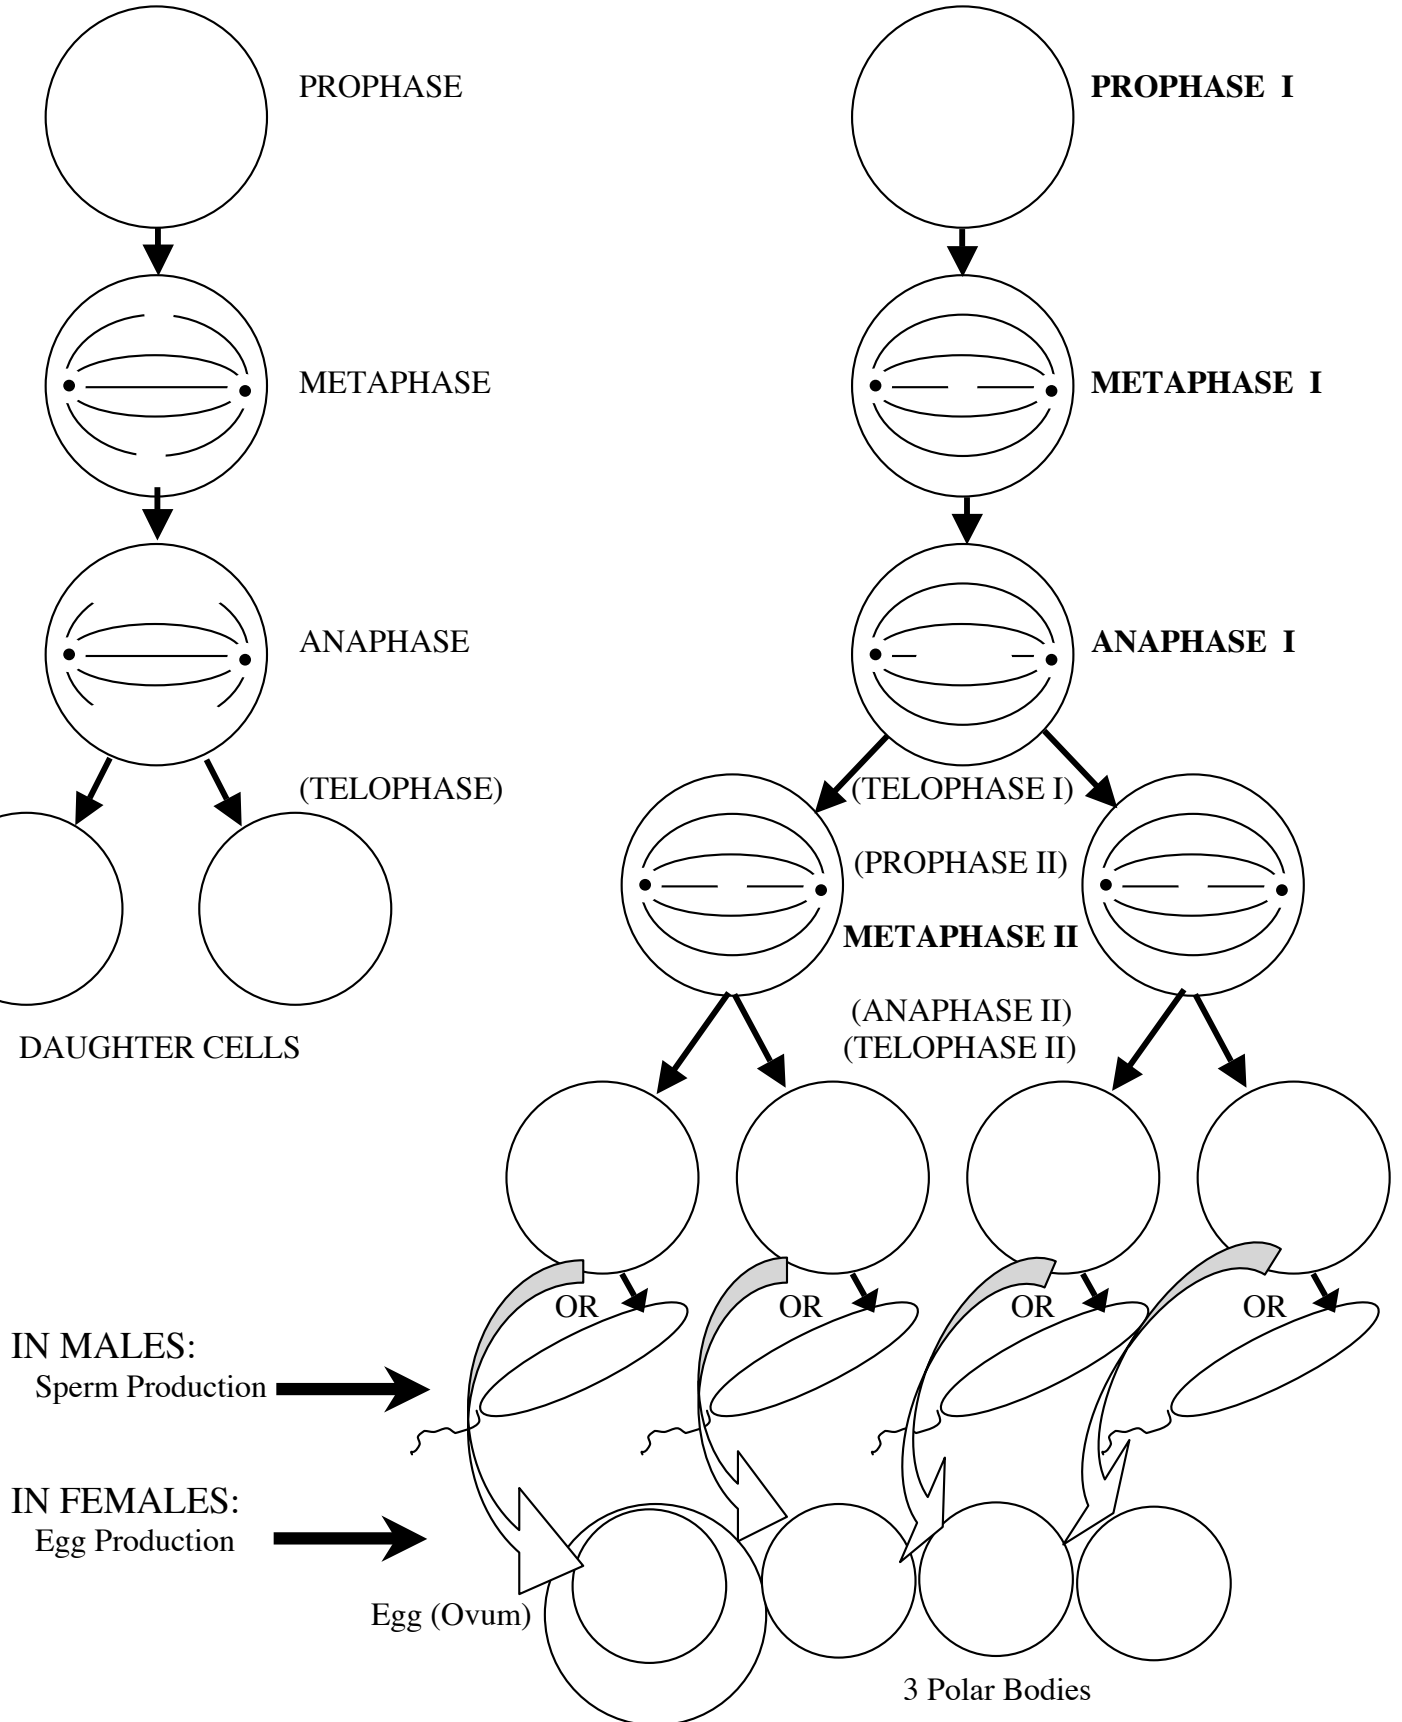 PROPHASE
METAPHASE
ANAPHASE
(TELOPHASE)
DAUGHTER CELLS
PROPHASE I
METAPHASE I
ANAPHASE I
(TELOPHASE I)
(PROPHASE II)
METAPHASE II
(ANAPHASE II)
(TELOPHASE II)
OR OR OR OR
IN MALES:
Sperm Production
IN FEMALES:
Egg Production
Egg (Ovum)
3 Polar Bodies